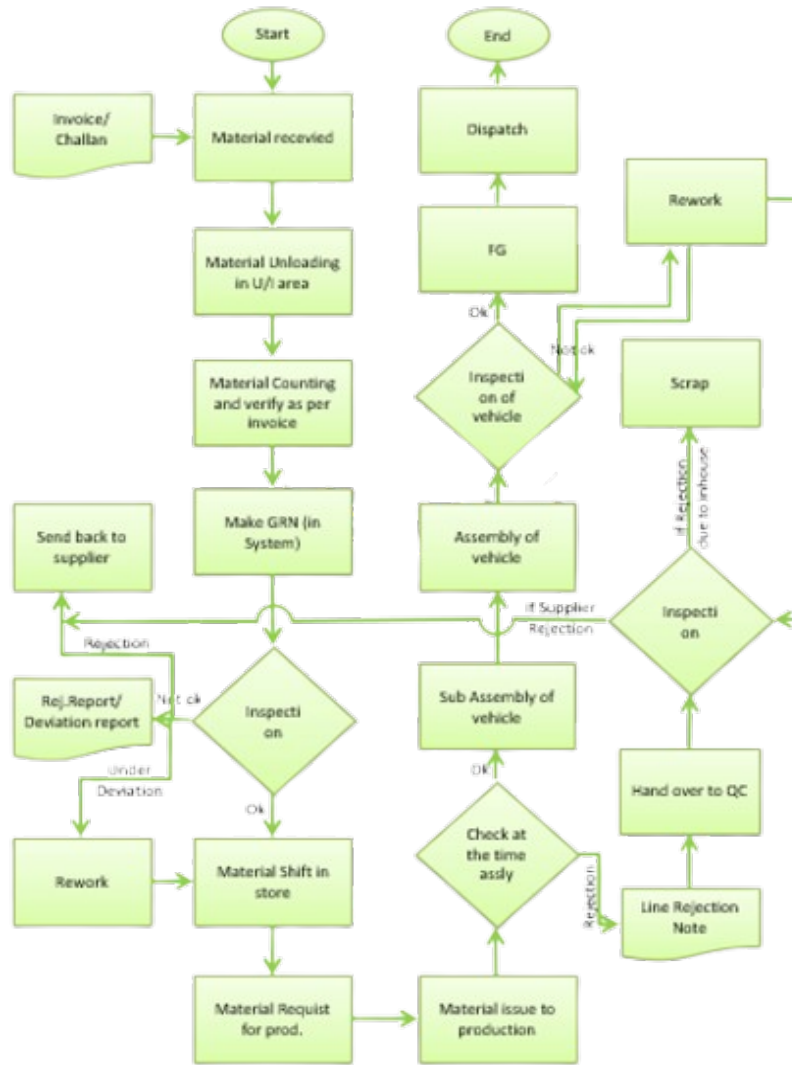 Start
Invoice/
Challan
Material recevied
Material Unloading
in U/I area
Material Counting
and verify as per
invoice
Make GRN (in
System)
Send back to
supplier
Rejection
Rej.Report/
Deviation report
Not ok
Inspecti
on
Under
Deviation
Ok
Rework
Material Shift in
store
Material Requist
for prod.
Material issue to
production
Check at
the time
assly
Rejection
Line Rejection
Note
Hand over to QC
Inspecti
on
If Supplier
Rejection
If Rejection
due to inhouse
Scrap
Ok
Sub Assembly of
vehicle
Assembly of
vehicle
Inspecti
on of
vehicle
Not ok
Rework
Ok
FG
Dispatch
End